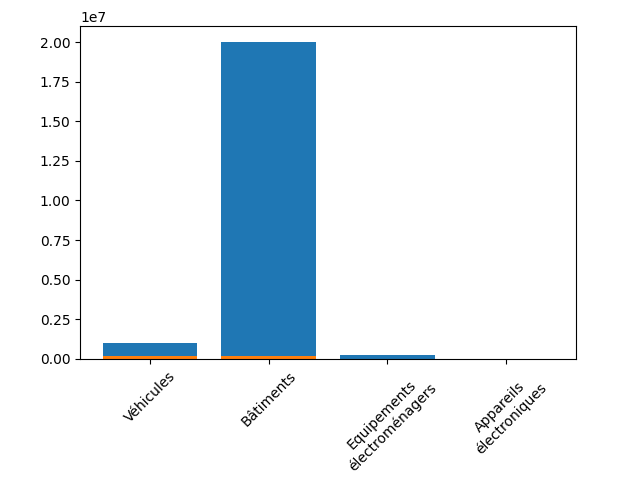 1e7
2.00
1.75
1.50
1.25
1.00
0.75
0.50
0.25
0.00
Véhicules
Bâtiments
Equipements
électroménagers
Appareils
électroniques